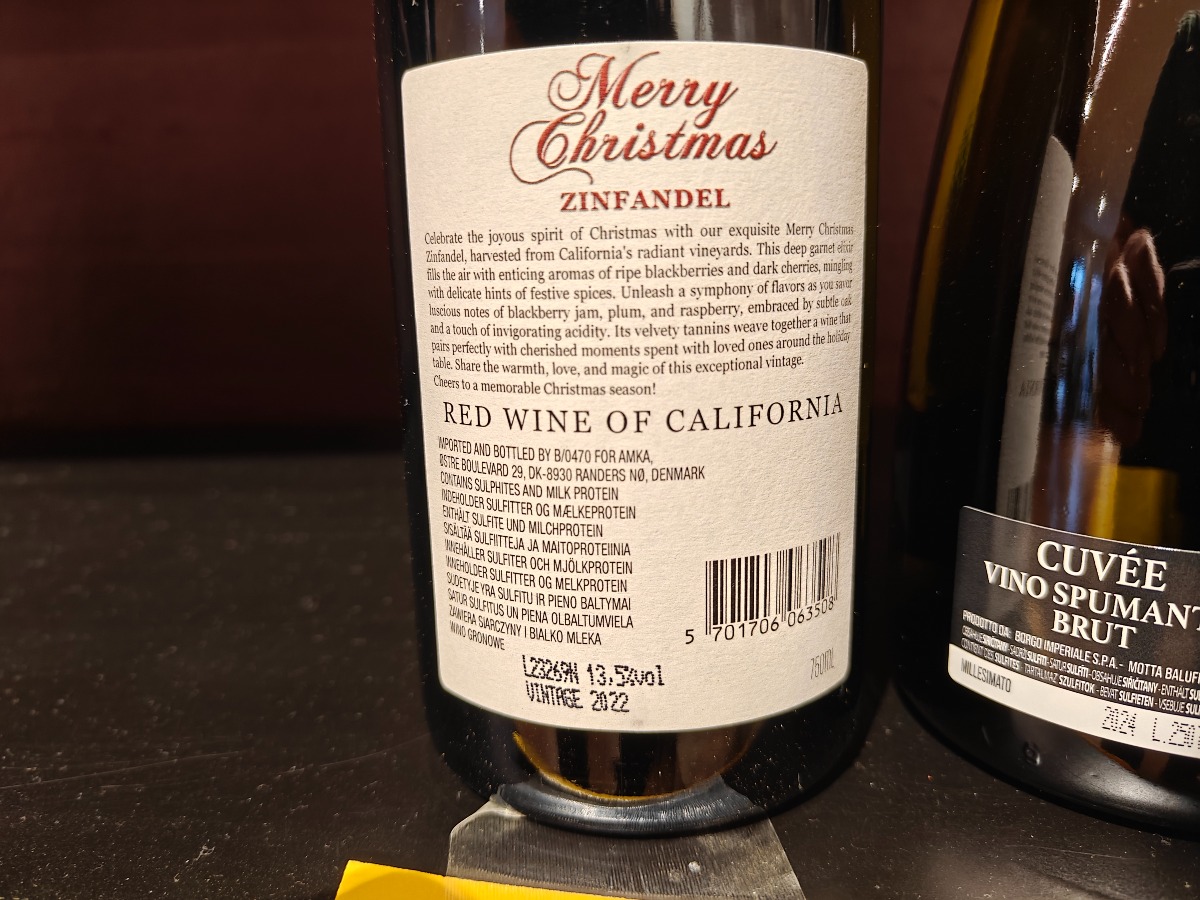 Merry
Christmas
ZINFANDEL
Celebrate the joyous spirit of Christmas with our exquisite Merry Christmas
Zinfandel, harvested from California's radiant vineyards. This deep garnet elixir
fills the air with enticing aromas of ripe blackberries and dark cherries, mingling
with delicate hints of festive spices. Unleash a symphony of flavors as you savor
luscious notes of blackberry jam, plum, and raspberry, embraced by subtle oak
and a touch of invigorating acidity. Its velvety tannins weave together a wine that
pairs perfectly with cherished moments spent with loved ones around the holiday
table. Share the warmth, love, and magic of this exceptional vintage.
Cheers to a memorable Christmas season!
RED WINE OF CALIFORNIA
IMPORTED AND BOTTLED BY B/0470 FOR AMKA,
ØSTRE BOULEVARD 29, DK-8930 RANDERS NØ, DENMARK
CONTAINS SULPHITES AND MILK PROTEIN
INDEHOLDER SULFITTER OG MÆLKEPROTEIN
ENTHÄLT SULFITE UND MILCHPROTEIN
SISÄLTÄÄ SULFIITTEJA JA MAITOPROTEIINIA
INNEHÅLLER SULFITER OCH MJÖLKPROTEIN
INNEHOLDER SULFITTER OG MELKPROTEIN
SUDĖTYJE YRA SULFITŲ IR PIENO BALTYMAI
SATUR SULFITUS UN PIENA OLBALTUMVIELA
ZAWIERA SIARCZYNY I BIALKO MLEKA
WINO GRONOWE
5 701706 063508
L23269N 13.5%vol
VINTAGE 2022
750ML
CUVÉE
VINO SPUMANT
BRUT
PRODOTTO DA: BORGO IMPERIALE S.P.A. - MOTTA BALUFI
MILLESIMATO
2024 L.250